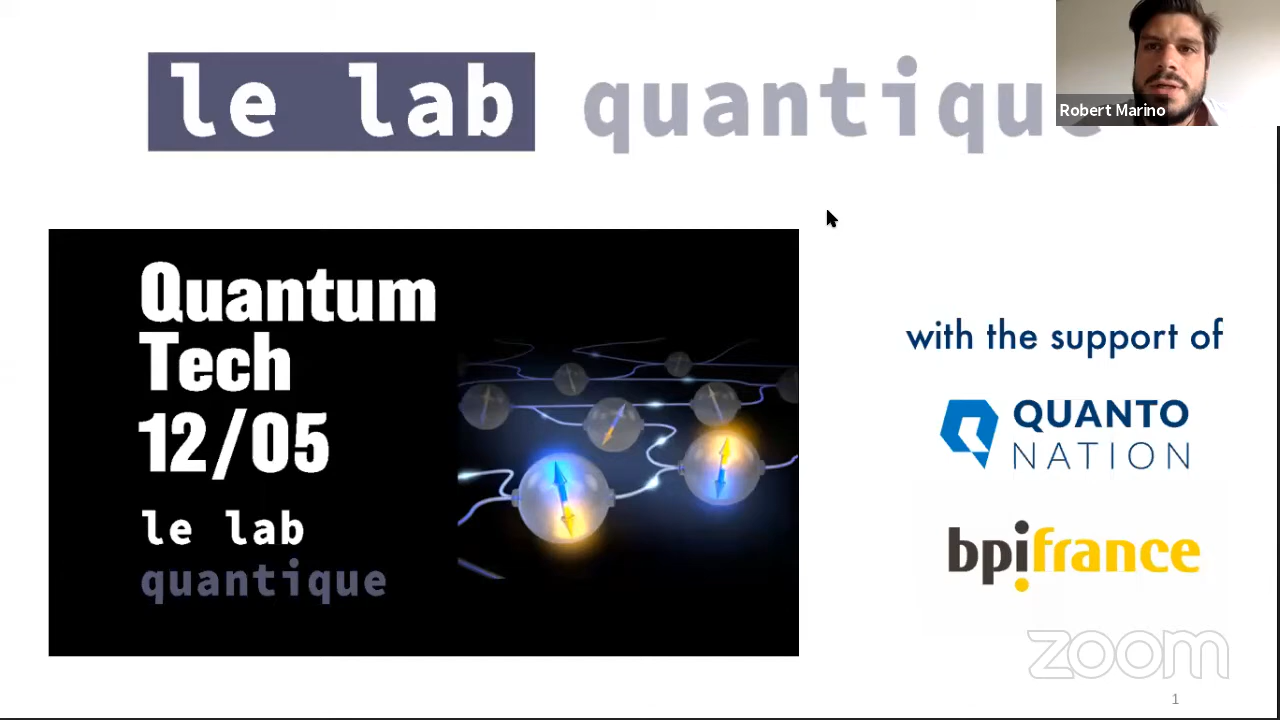 le lab quantique
Robert Marino
Quantum
Tech
12/05
le lab
quantique
with the support of
QUANTO
NATION
bpifrance
zoom
1